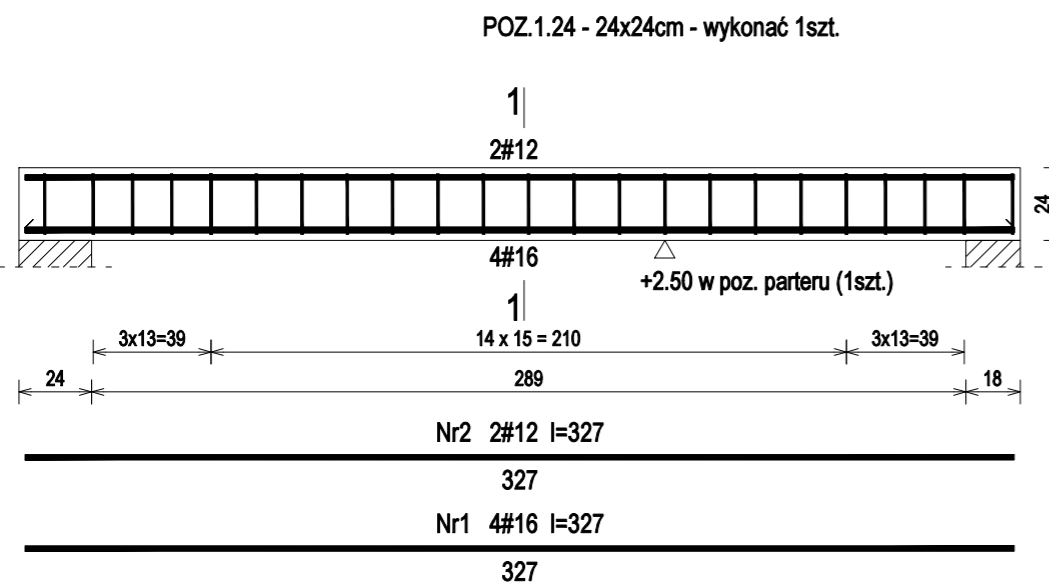 POZ.1.24 - 24x24cm - wykonać 1szt.
1
2#12
24
4#16
+2.50 w poz. parteru (1szt.)
1
3x13=39
14 x 15 = 210
3x13=39
24
289
18
Nr2 2#12 l=327
327
Nr1 4#16 l=327
327